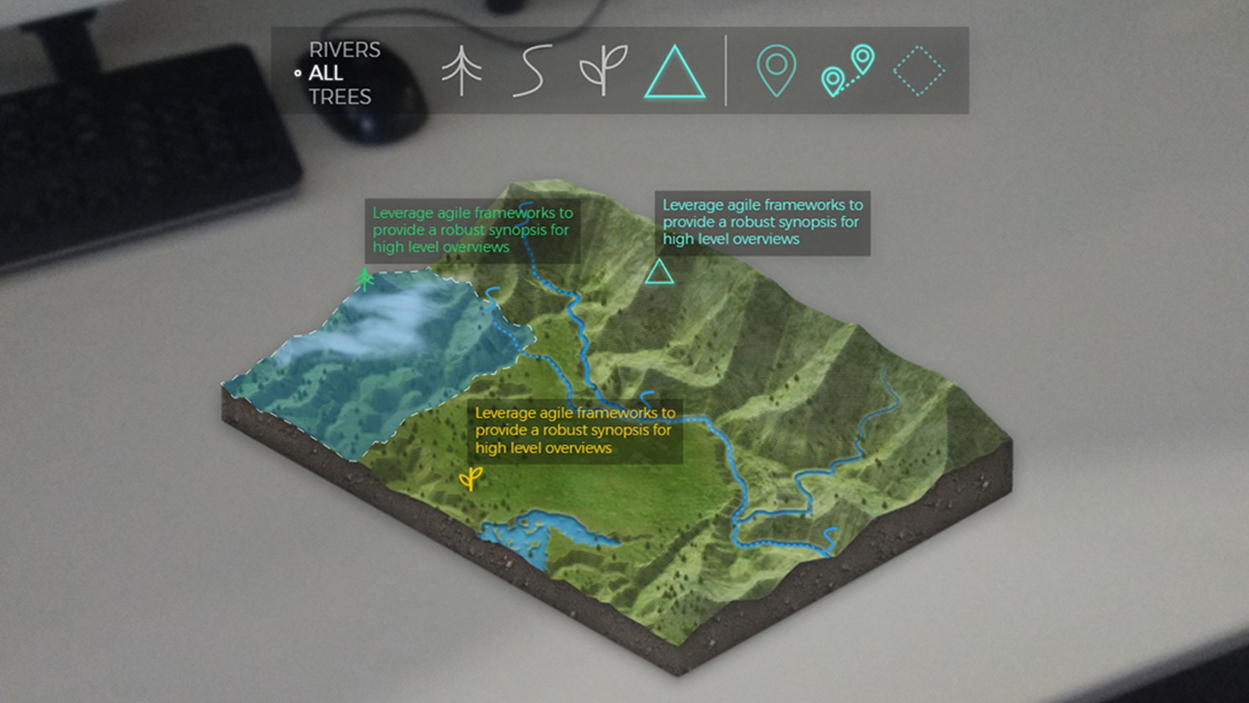 RIVERS
ALL
TREES
Leverage agile frameworks to
provide a robust synopsis for
high level overviews
Leverage agile frameworks to
provide a robust synopsis for
high level overviews
Leverage agile frameworks to
provide a robust synopsis for
high level overviews